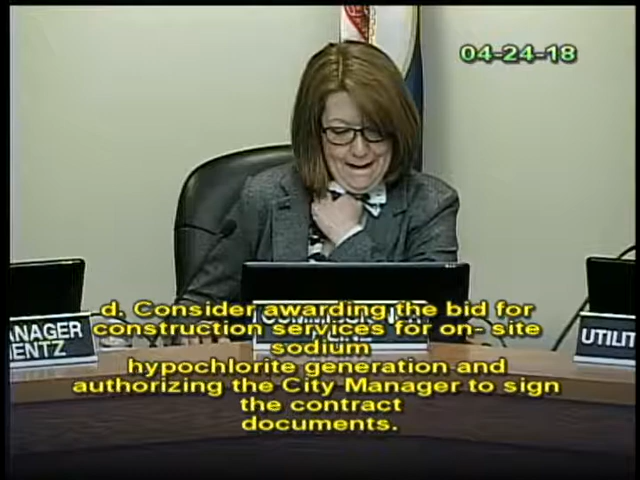 04-24-18
d. Consider awarding the bid for
construction services for on- site
sodium
hypochlorite generation and
authorizing the City Manager to sign
the contract
documents.
ANAGER
ENTZ
UTILIT